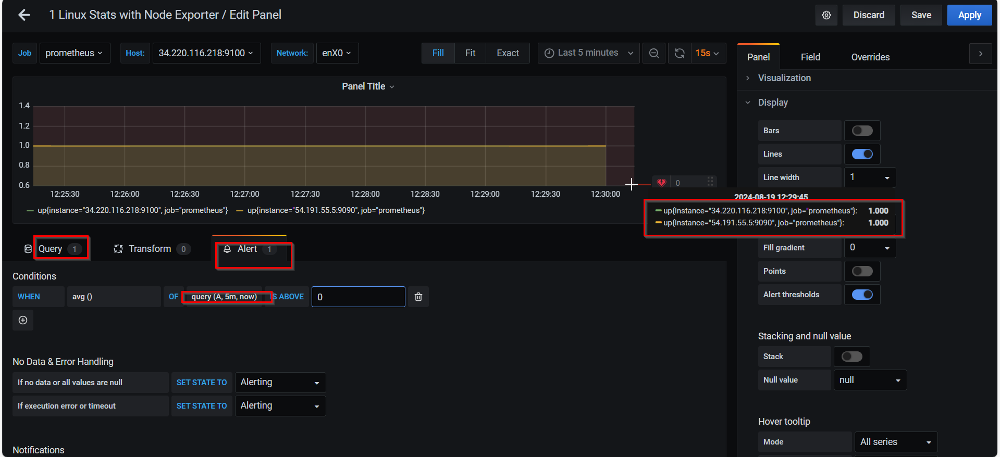 1 Linux Stats with Node Exporter / Edit Panel
Discard
Save
Apply
Job
prometheus
Host:
34.220.116.218:9100
Network:
enX0
Fill
Fit
Exact
Last 5 minutes
15s
Panel
Field
Overrides
Visualization
Display
Panel Title
1.4
1.2
1.0
0.8
0.6
12:25:30
12:26:00
12:26:30
12:27:00
12:27:30
12:28:00
12:28:30
12:29:00
12:29:30
12:30:00
0
up{instance="34.220.116.218:9100", job="prometheus"}
up{instance="54.191.55.5:9090", job="prometheus"}
Bars
Lines
Line width
1
2024-08-19 12:29:45
up{instance="34.220.116.218:9100", job="prometheus"}: 1.000
up{instance="54.191.55.5:9090", job="prometheus"}: 1.000
Fill gradient
0
Points
Alert thresholds
Stacking and null value
Stack
Null value
null
Hover tooltip
Mode
All series
Query 1
Transform 0
Alert 1
Conditions
WHEN
avg ()
OF
query (A, 5m, now)
S ABOVE
0
No Data & Error Handling
If no data or all values are null
SET STATE TO
Alerting
If execution error or timeout
SET STATE TO
Alerting
Notifications